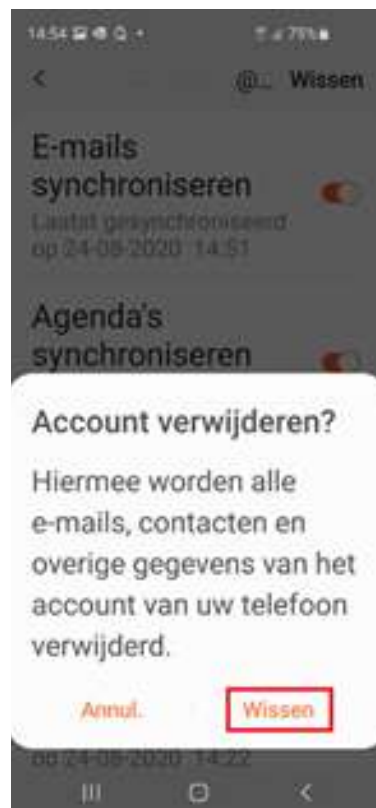 14:54
@... Wissen
E-mails
synchroniseren
Laatst gesynchroniseerd
op 24-08-2020 14:51
Agenda's
synchroniseren
Account verwijderen?
Hiermee worden alle
e-mails, contacten en
overige gegevens van het
account van uw telefoon
verwijderd.
Annul. Wissen
op 24-08-2020 14:22